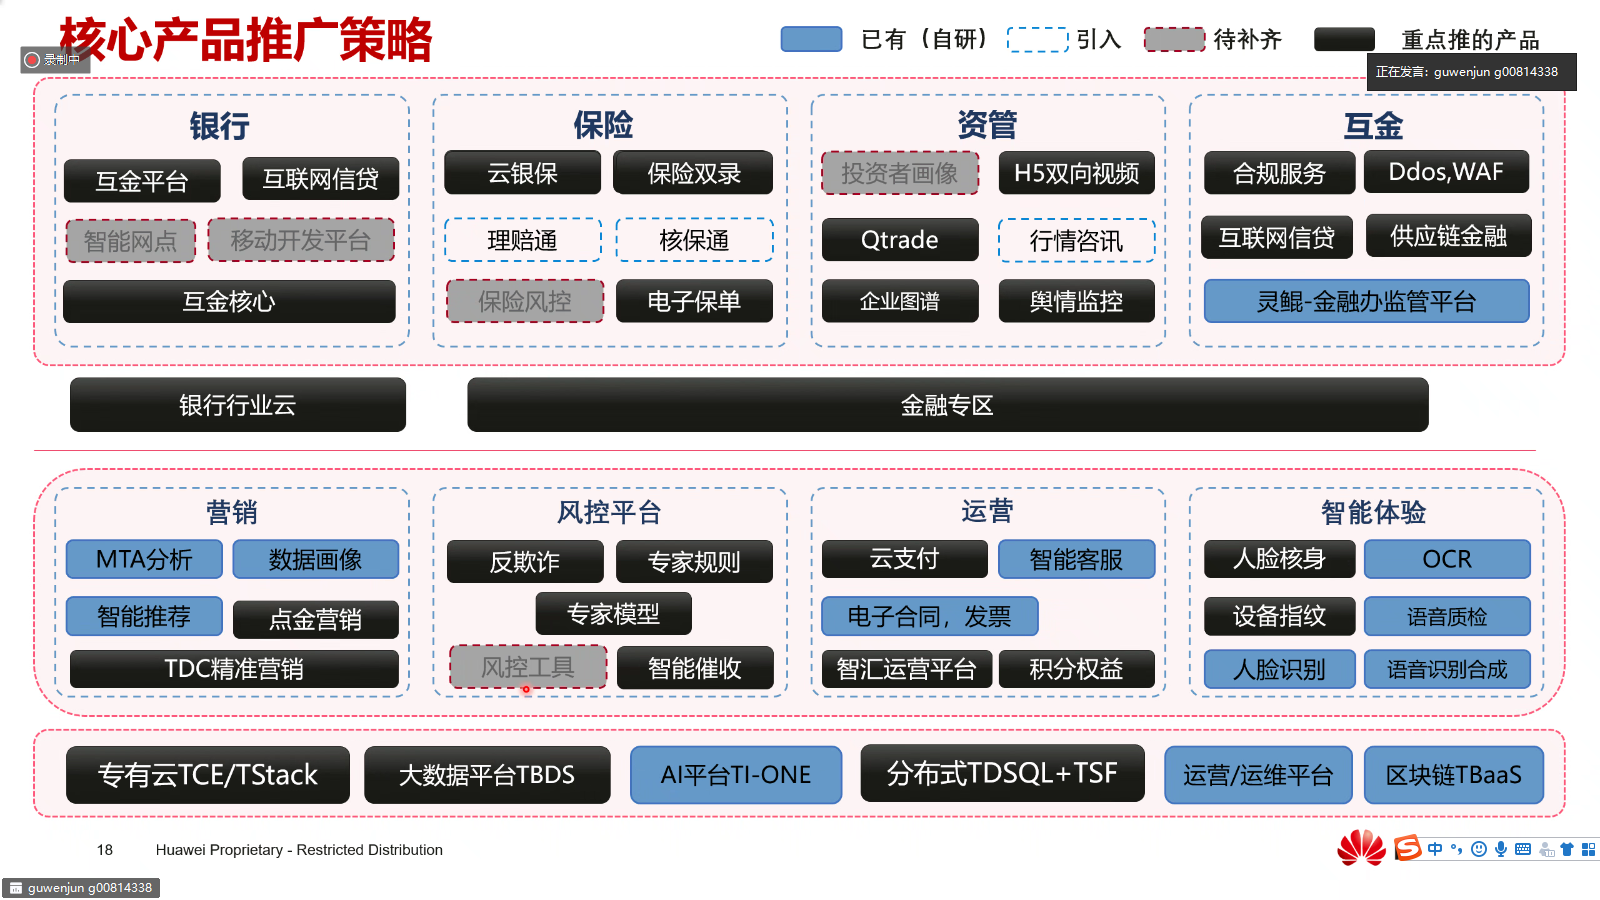 核心产品推广策略
已有（自研）
引入
待补齐
重点推的产品
录制中
正在发言: guwenjun g00814338
银行
保险
资管
互金
互金平台
互联网信贷
云银保
保险双录
投资者画像
H5双向视频
合规服务
Ddos,WAF
智能网点
移动开发平台
理赔通
核保通
Qtrade
行情咨讯
互联网信贷
供应链金融
互金核心
保险风控
电子保单
企业图谱
舆情监控
灵鲲-金融办监管平台
银行行业云
金融专区
营销
风控平台
运营
智能体验
MTA分析
数据画像
反欺诈
专家规则
云支付
智能客服
人脸核身
OCR
智能推荐
点金营销
专家模型
电子合同，发票
设备指纹
语音质检
TDC精准营销
风控工具
智能催收
智汇运营平台
积分权益
人脸识别
语音识别合成
专有云TCE/TStack
大数据平台TBDS
AI平台TI-ONE
分布式TDSQL+TSF
运营/运维平台
区块链TBaaS
18
Huawei Proprietary - Restricted Distribution
S 中
guwenjun g00814338